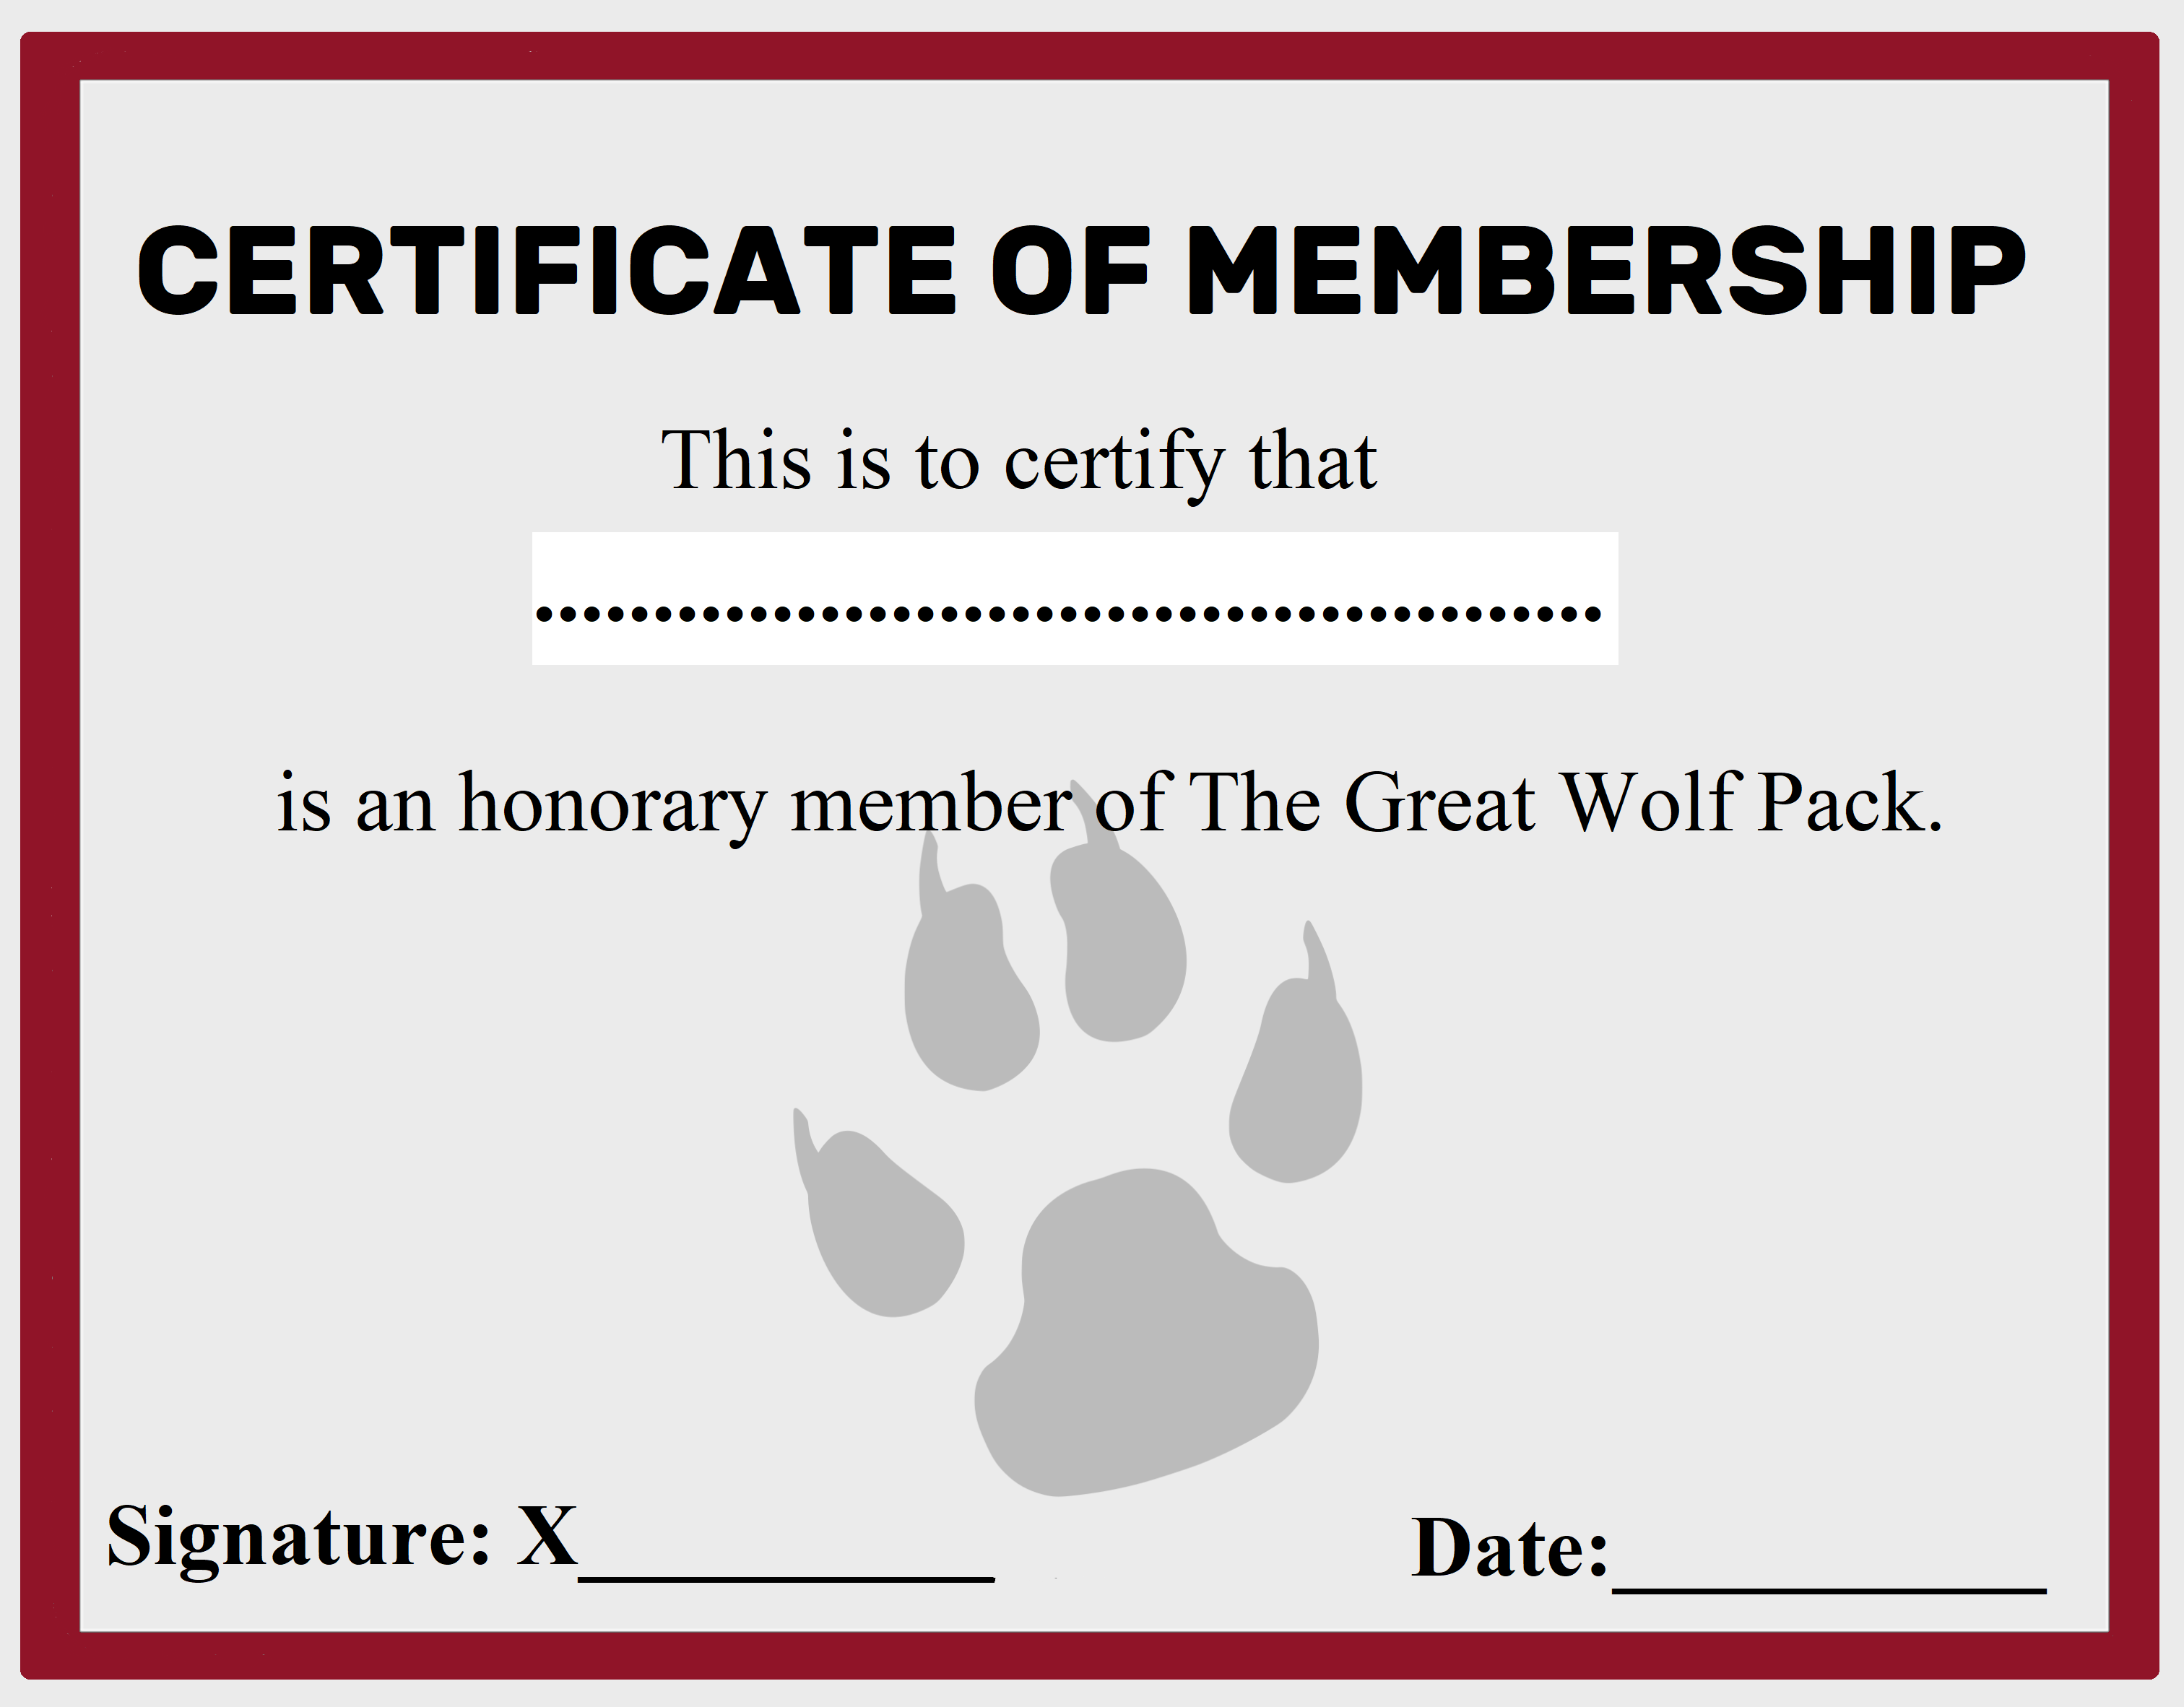 CERTIFICATE OF MEMBERSHIP
This is to certify that
.............................................
is an honorary member of The Great Wolf Pack.
Signature: X__________ Date:__________